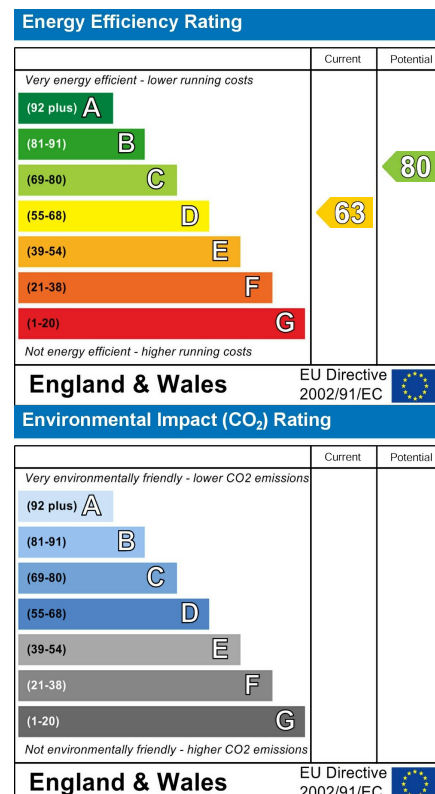 Energy Efficiency Rating
Current Potential
Very energy efficient - lower running costs
(92 plus) A
(81-91) B
(69-80) C
80
(55-68) D
63
(39-54) E
(21-38) F
(1-20) G
Not energy efficient - higher running costs
England & Wales
EU Directive
2002/91/EC
Environmental Impact (CO₂) Rating
Current Potential
Very environmentally friendly - lower CO2 emissions
(92 plus) A
(81-91) B
(69-80) C
(55-68) D
(39-54) E
(21-38) F
(1-20) G
Not environmentally friendly - higher CO2 emissions
England & Wales
EU Directive
2002/91/EC